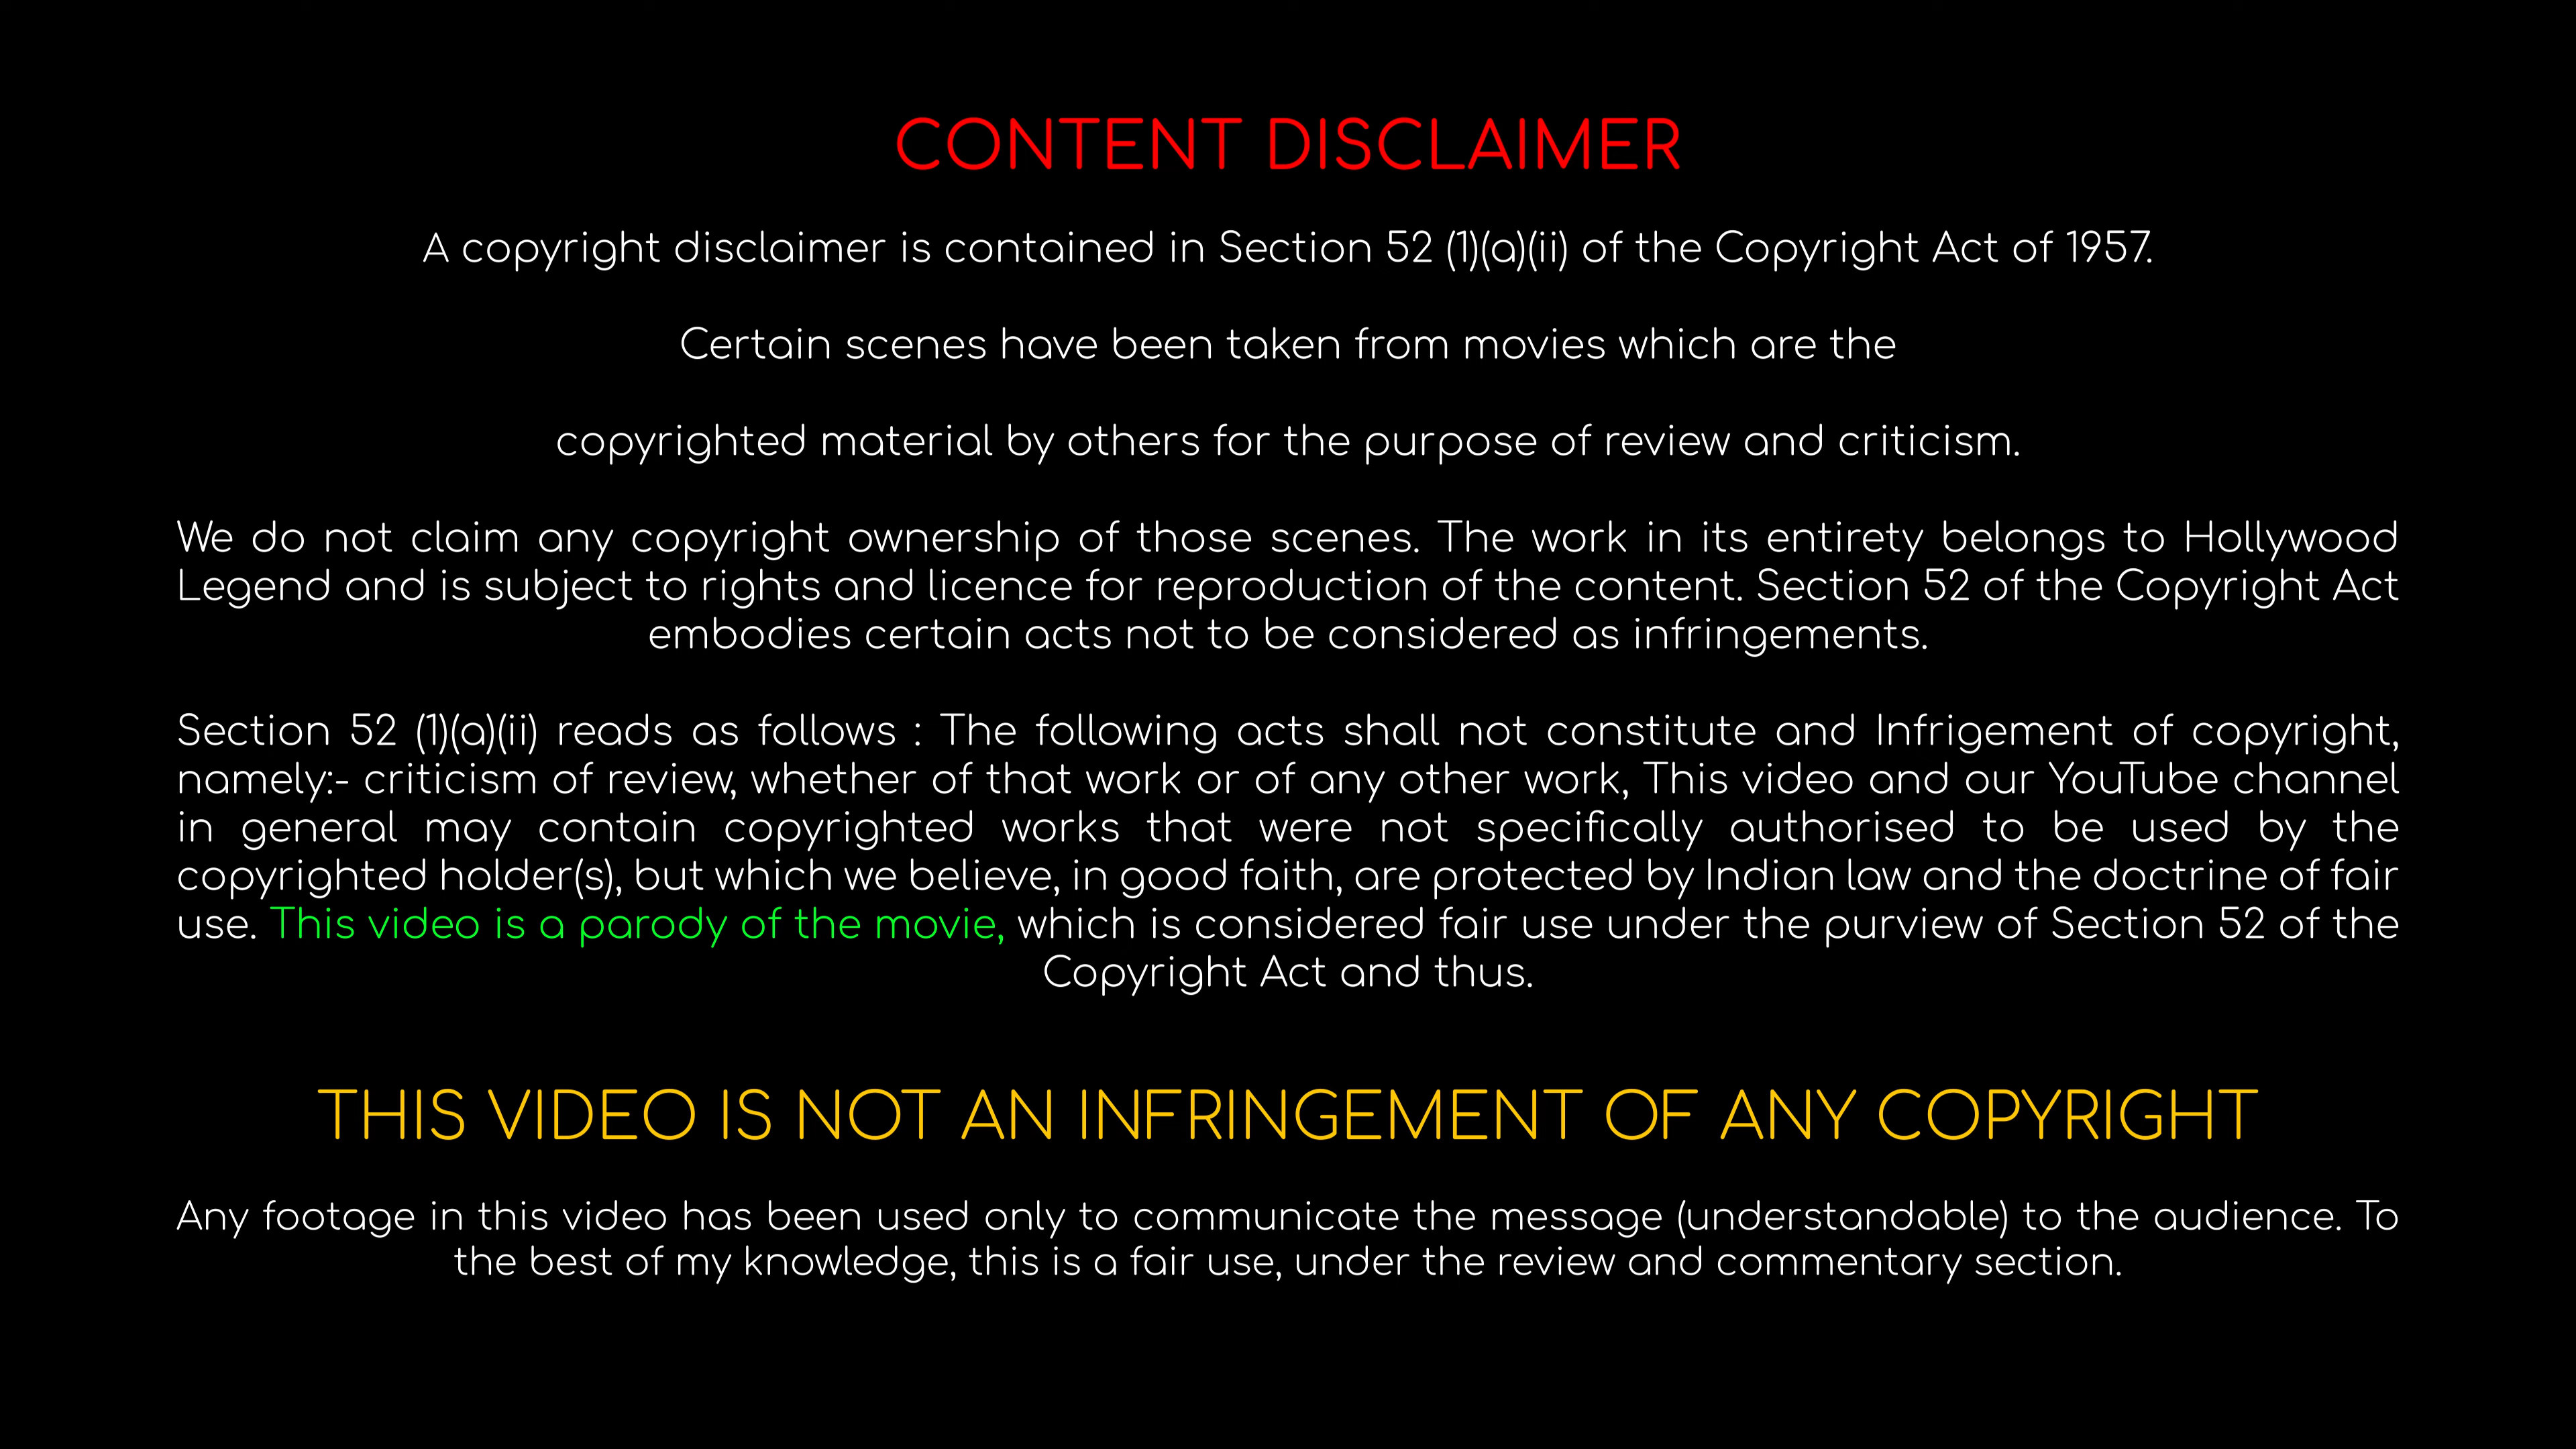 CONTENT DISCLAIMER
A copyright disclaimer is contained in Section 52 (1)(a)(ii) of the Copyright Act of 1957.
Certain scenes have been taken from movies which are the
copyrighted material by others for the purpose of review and criticism.
We do not claim any copyright ownership of those scenes. The work in its entirety belongs to Hollywood
Legend and is subject to rights and licence for reproduction of the content. Section 52 of the Copyright Act
embodies certain acts not to be considered as infringements.
Section 52 (1)(a)(ii) reads as follows : The following acts shall not constitute and Infrigement of copyright,
namely:- criticism of review, whether of that work or of any other work, This video and our YouTube channel
in general may contain copyrighted works that were not specifically authorised to be used by the
copyrighted holder(s), but which we believe, in good faith, are protected by Indian law and the doctrine of fair
use. This video is a parody of the movie, which is considered fair use under the purview of Section 52 of the
Copyright Act and thus.
THIS VIDEO IS NOT AN INFRINGEMENT OF ANY COPYRIGHT
Any footage in this video has been used only to communicate the message (understandable) to the audience. To
the best of my knowledge, this is a fair use, under the review and commentary section.